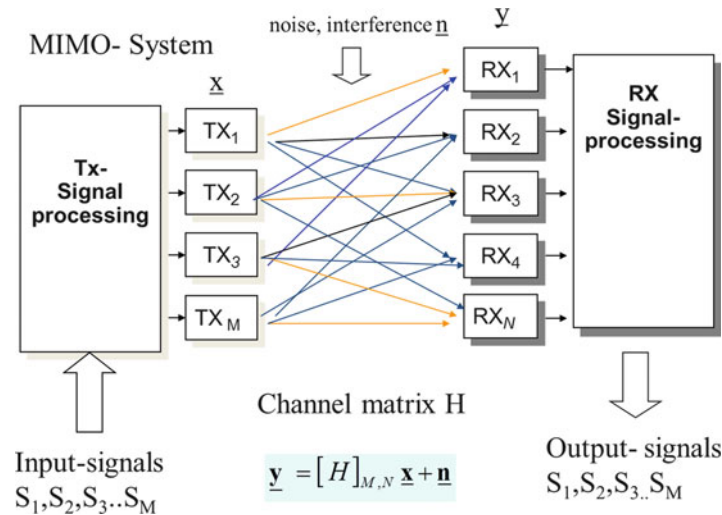 MIMO- System
noise, interference n
x
y
Tx-
Signal
processing
TX1
TX2
TX3
TX M
RX1
RX2
RX3
RX4
RXN
RX
Signal-
processing
Channel matrix H
Input-signals
S1,S2,S3..SM
y = [H]M,N x + n
Output- signals
S1,S2,S3..SM